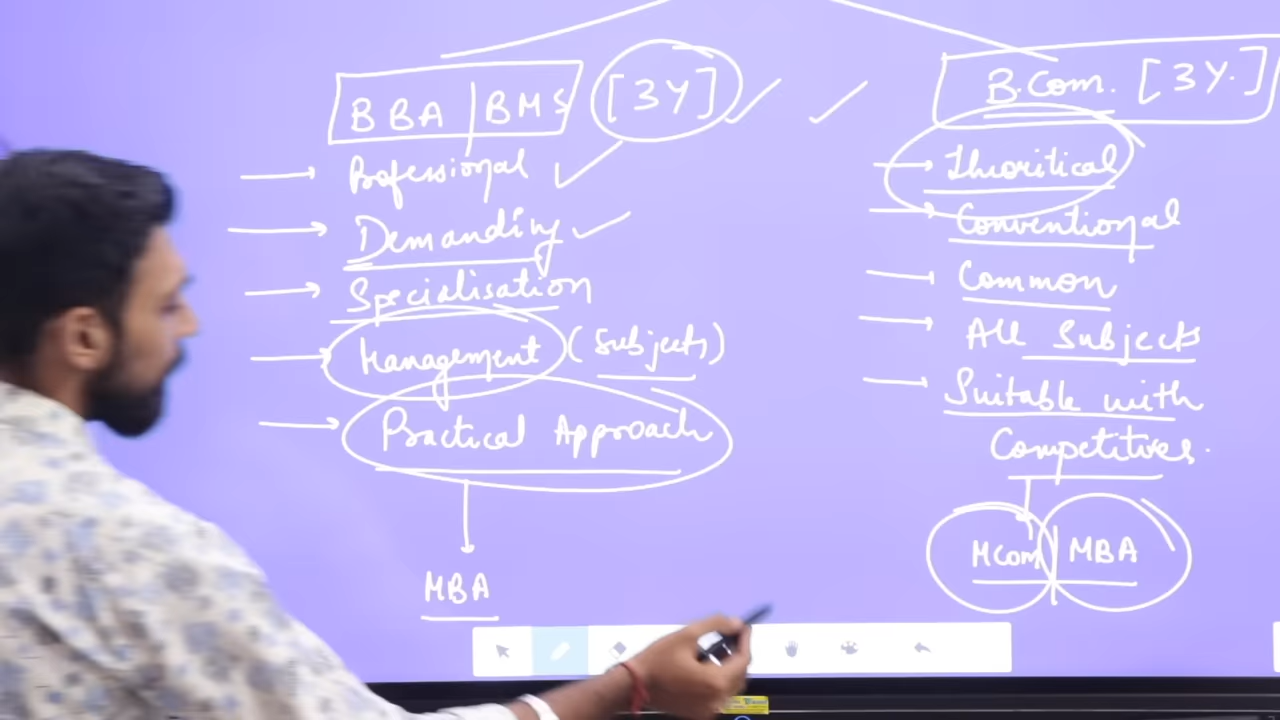 BBA | BMS [3Y]
Professional
Demanding
Specialisation
Management (Subjects)
Practical Approach
MBA
B.Com. [3Y.]
Theoritical
Conventional
Common
All Subjects
Suitable with
Competitives.
MCom | MBA